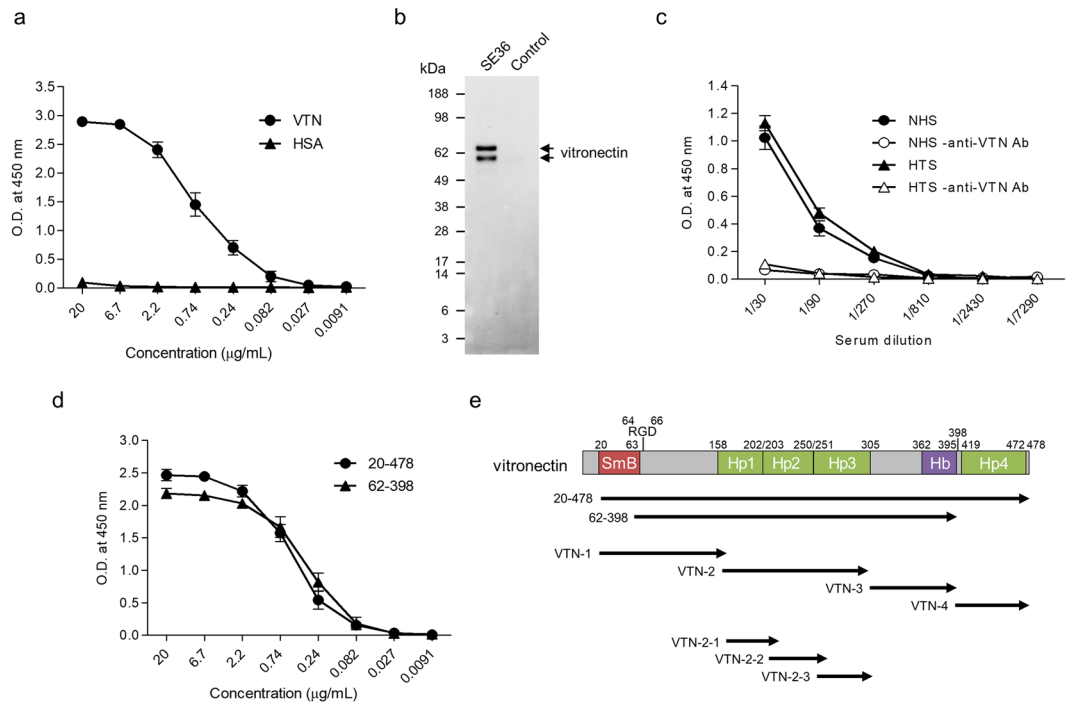 a
3.5
3.0
2.5
2.0
1.5
1.0
0.5
0.0
O.D. at 450 nm
VTN
HSA
20
6.7
2.2
0.74
0.24
0.082
0.027
0.0091
Concentration (μg/mL)
b
kDa
SE36
Control
188
98
62
49
38
28
17
14
6
3
vitronectin
c
1.4
1.2
1.0
0.8
0.6
0.4
0.2
0.0
O.D. at 450 nm
NHS
NHS -anti-VTN Ab
HTS
HTS -anti-VTN Ab
1/30
1/90
1/270
1/810
1/2430
1/7290
Serum dilution
d
3.0
2.5
2.0
1.5
1.0
0.5
0.0
O.D. at 450 nm
20-478
62-398
20
6.7
2.2
0.74
0.24
0.082
0.027
0.0091
Concentration (μg/mL)
e
64 66
RGD
398
20 63 158 202/203 250/251 305 362 395 419 472 478
vitronectin SmB Hp1 Hp2 Hp3 Hb Hp4
20-478
62-398
VTN-1
VTN-2
VTN-3
VTN-4
VTN-2-1
VTN-2-2
VTN-2-3